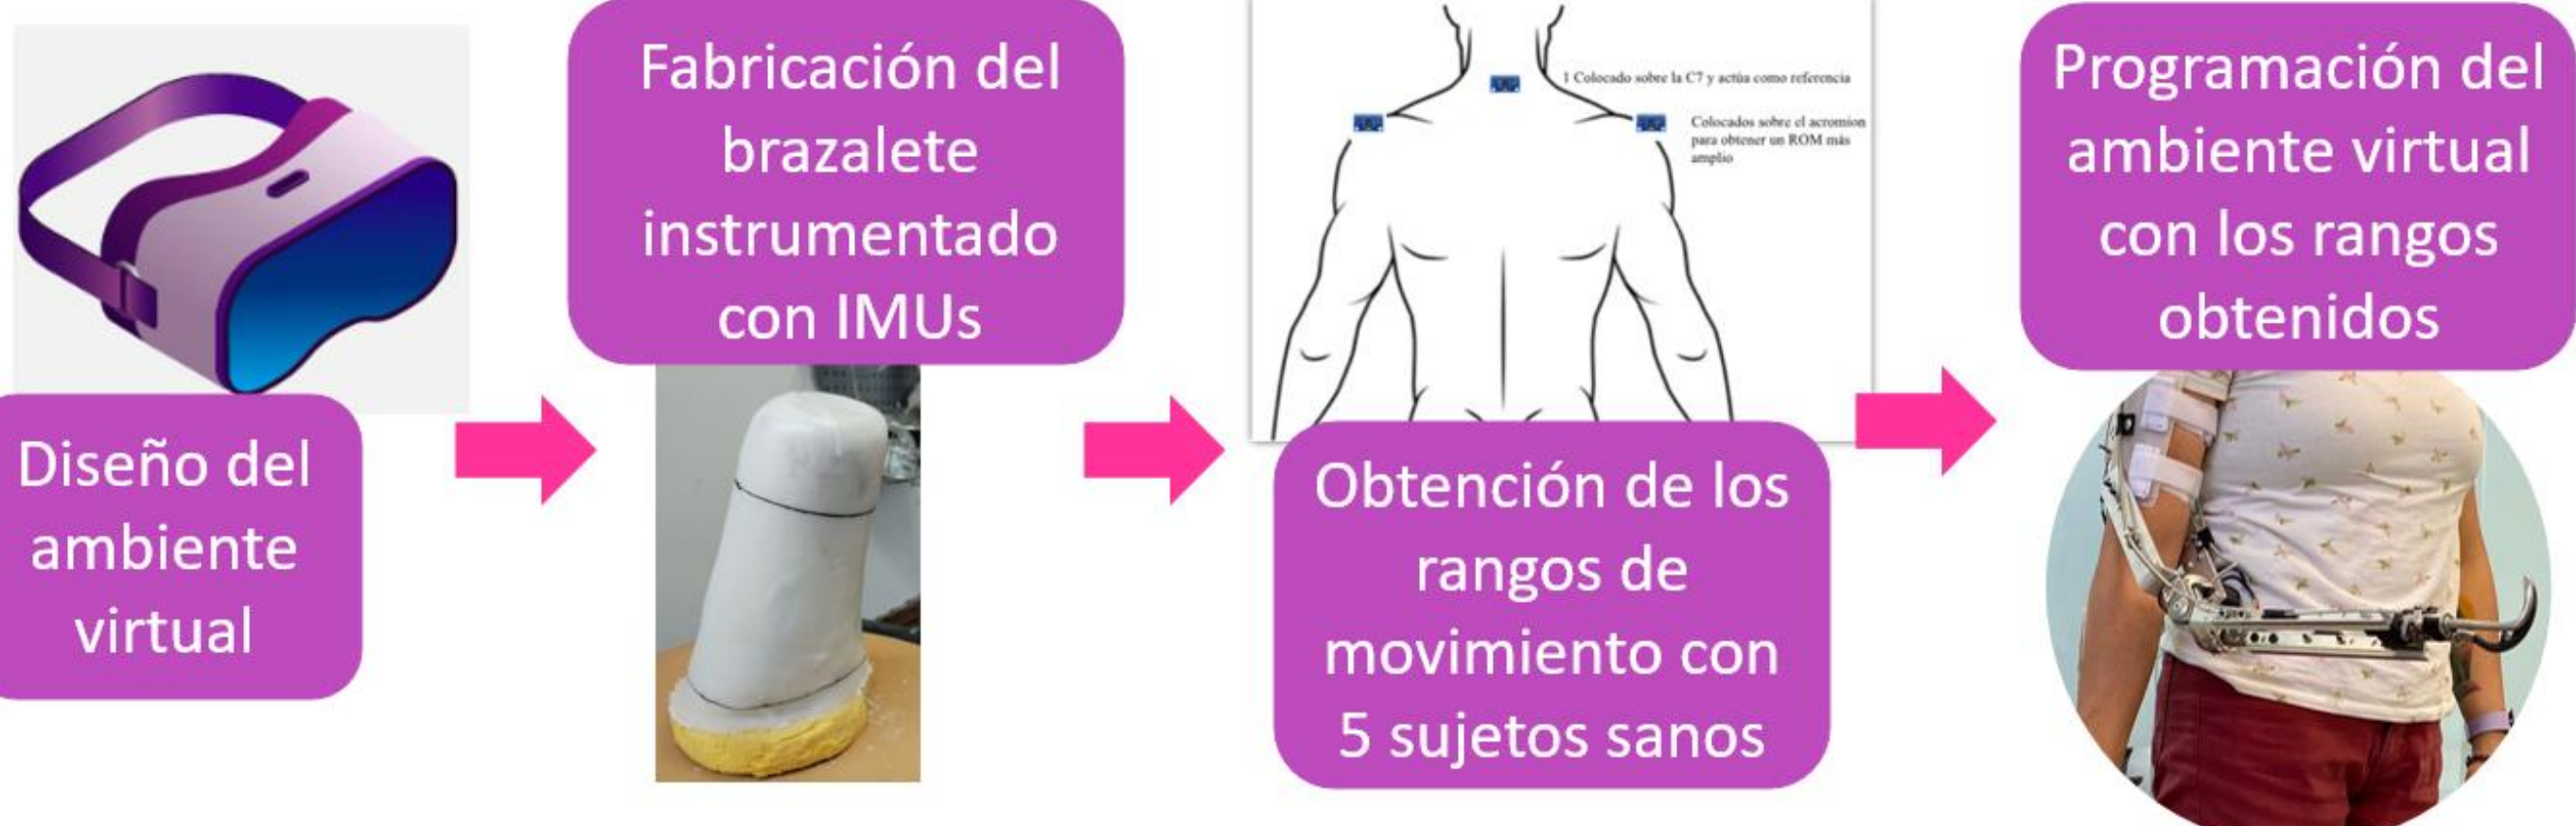 Diseño del
ambiente
virtual
Fabricación del
brazalete
instrumentado
con IMUs
1 Colocado sobre la C7 y actúa como referencia
Colocados sobre el acromion
para obtener un ROM más
amplio
Obtención de los
rangos de
movimiento con
5 sujetos sanos
Programación del
ambiente virtual
con los rangos
obtenidos